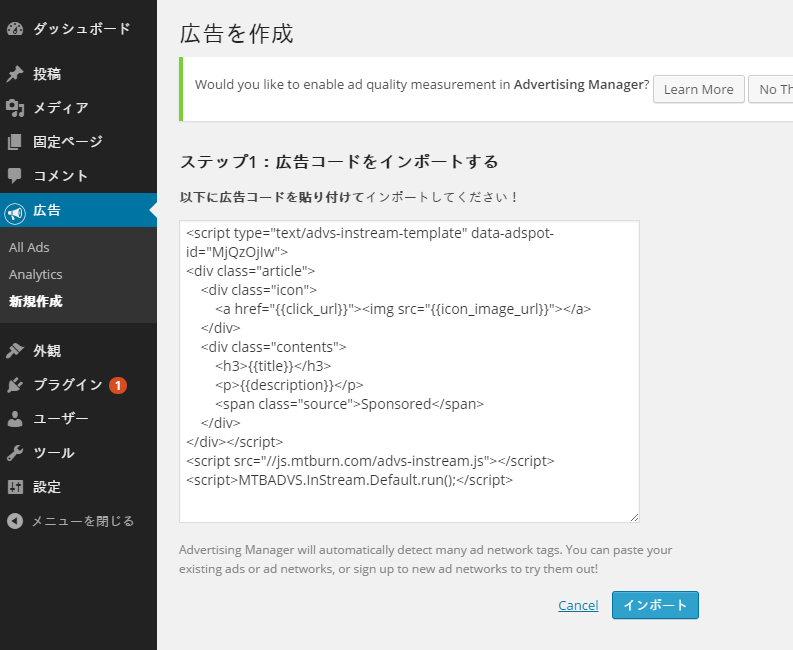 ダッシュボード
投稿
メディア
固定ページ
コメント
広告
All Ads
Analytics
新規作成
外観
プラグイン 1
ユーザー
ツール
設定
メニューを閉じる
広告を作成
Would you like to enable ad quality measurement in Advertising Manager? Learn More No Th
ステップ1：広告コードをインポートする
以下に広告コードを貼り付けてインポートしてください！
<script type="text/advs-instream-template" data-adspot-
id="MjQzOjIw">
<div class="article">
<div class="icon">
<a href="{{click_url}}"><img src="{{icon_image_url}}"></a>
</div>
<div class="contents">
<h3>{{title}}</h3>
<p>{{description}}</p>
<span class="source">Sponsored</span>
</div>
</div></script>
<script src="//js.mtburn.com/advs-instream.js"></script>
<script>MTBADVS.InStream.Default.run();</script>
Advertising Manager will automatically detect many ad network tags. You can paste your
existing ads or ad networks, or sign up to new ad networks to try them out!
Cancel インポート